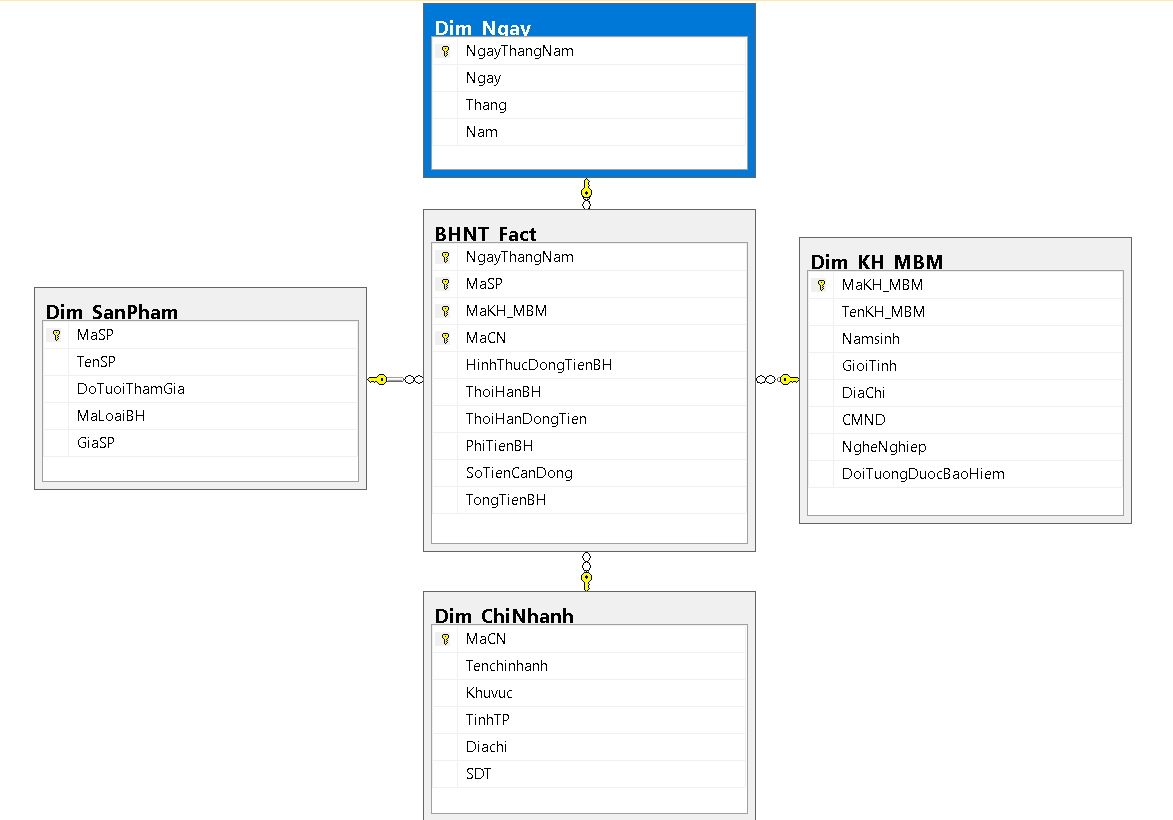 Dim_Ngay
NgayThangNam
Ngay
Thang
Nam
BHNT_Fact
NgayThangNam
MaSP
MaKH_MBM
MaCN
HinhThucDongTienBH
ThoiHanBH
ThoiHanDongTien
PhiTienBH
SoTienCanDong
TongTienBH
Dim_KH_MBM
MaKH_MBM
TenKH_MBM
Namsinh
GioiTinh
DiaChi
CMND
NgheNghiep
DoiTuongDuocBaoHiem
Dim_SanPham
MaSP
TenSP
DoTuoiThamGia
MaLoaiBH
GiaSP
Dim_ChiNhanh
MaCN
Tenchinhanh
Khuvuc
TinhTP
Diachi
SDT